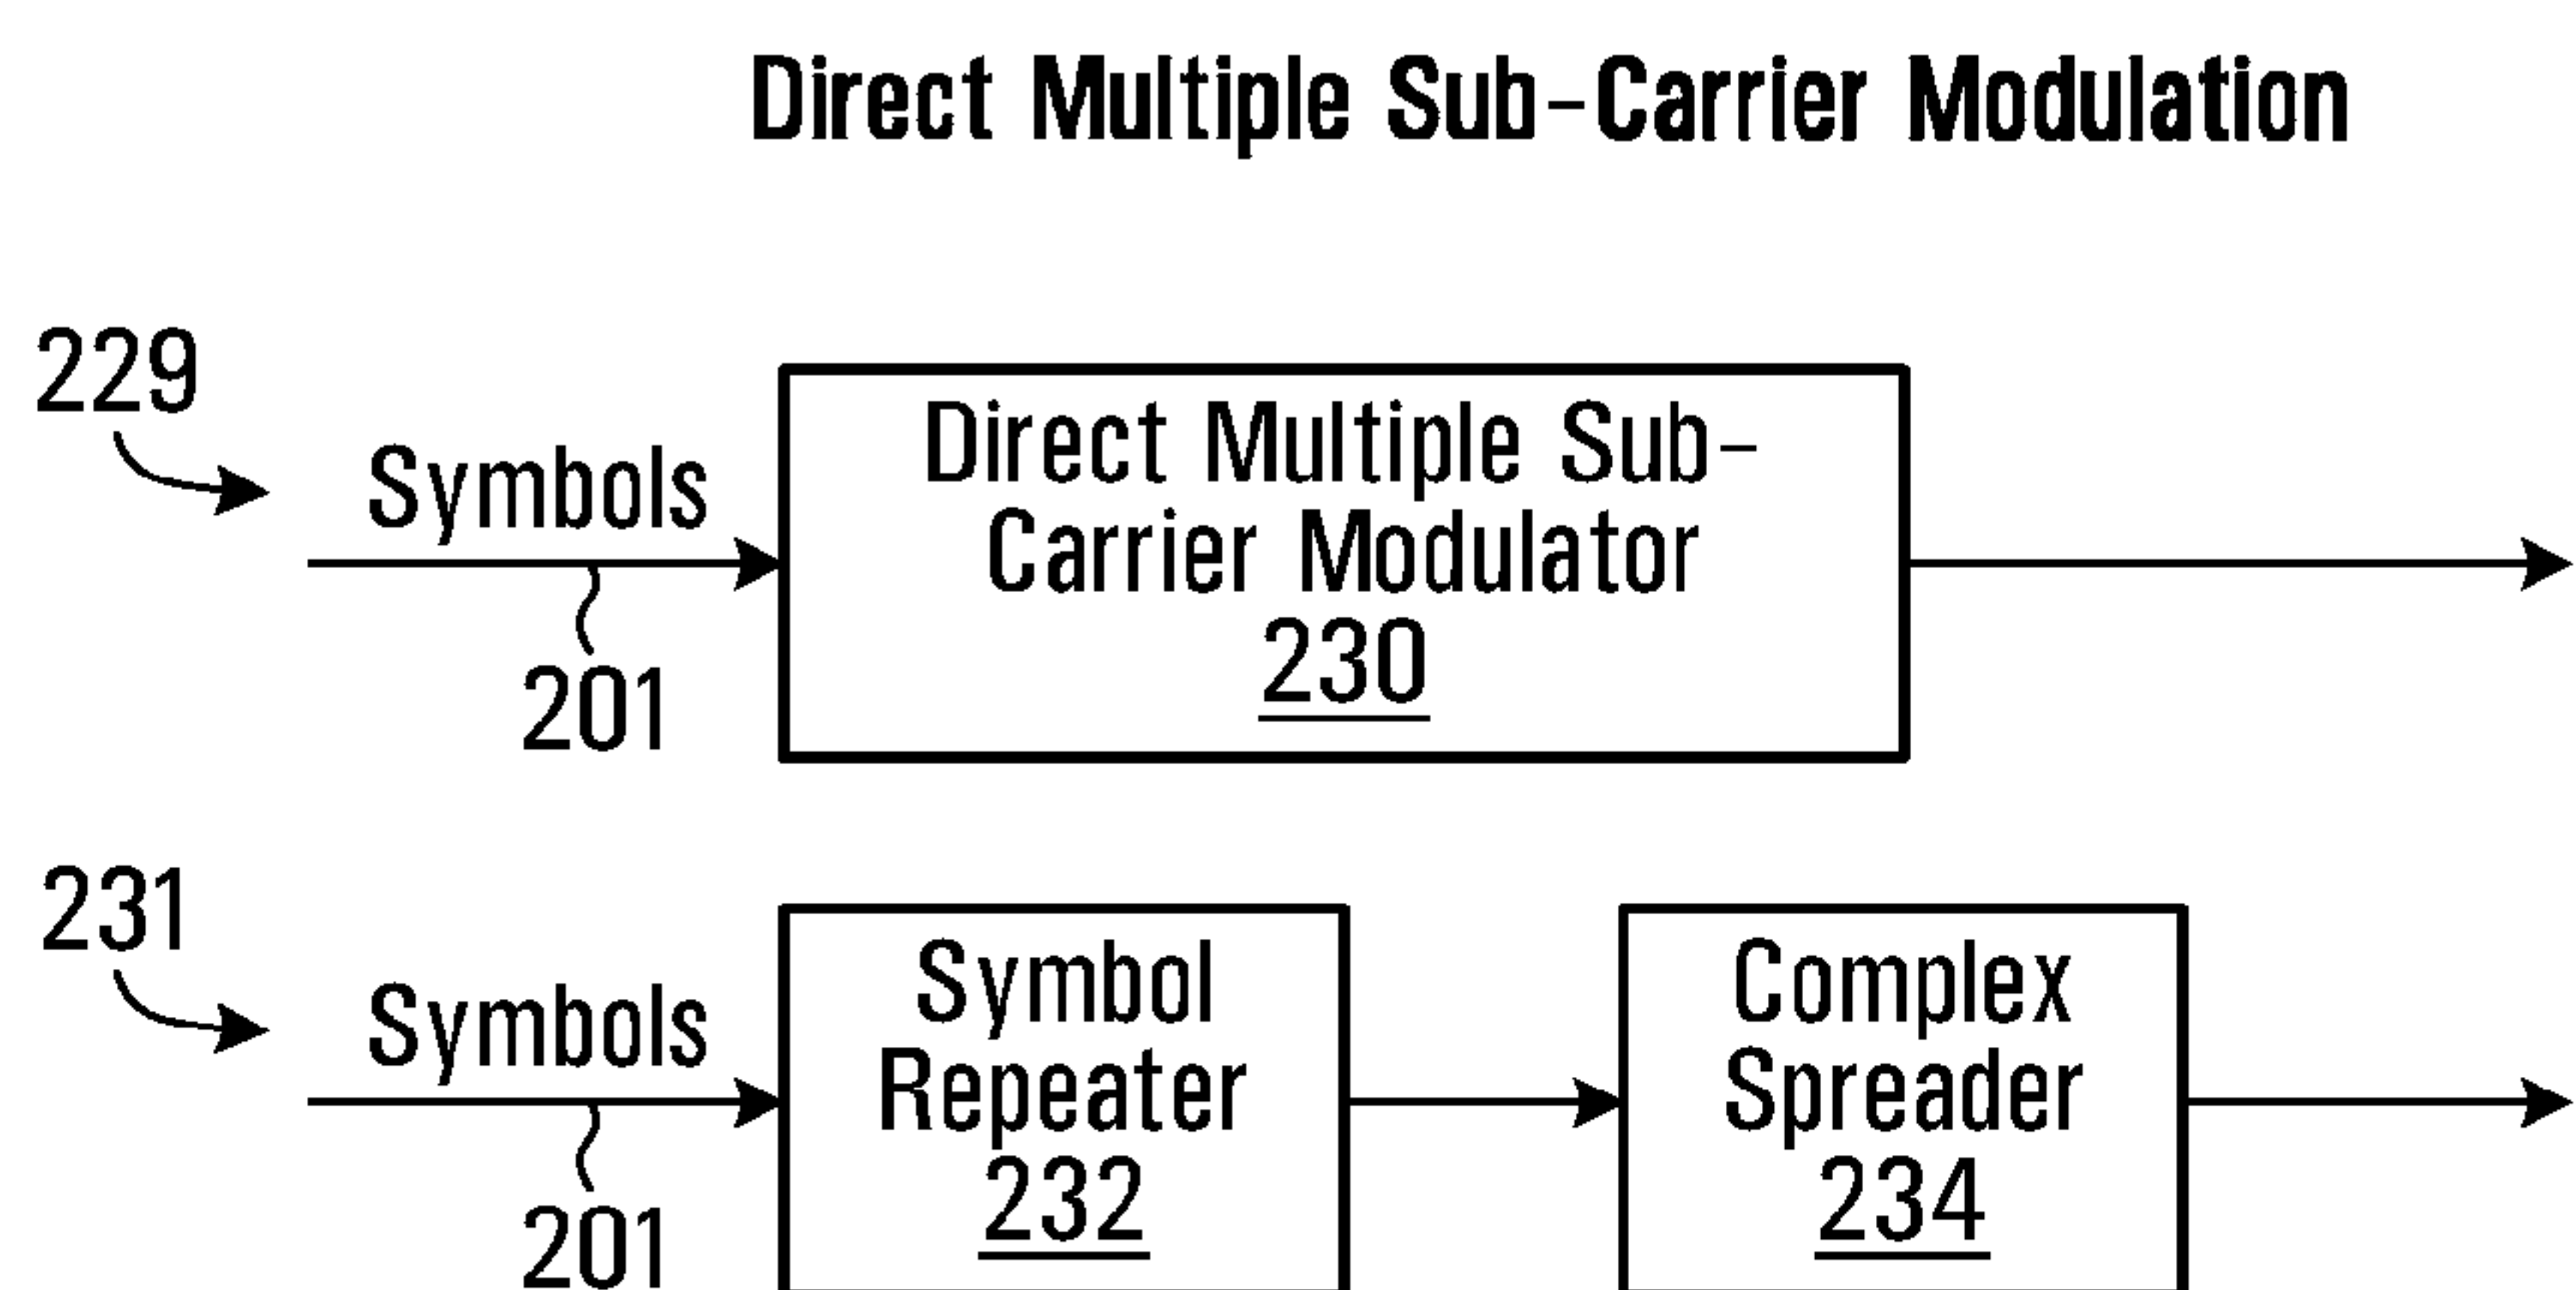 Direct Multiple Sub-Carrier Modulation
229
Symbols
201
Direct Multiple Sub-
Carrier Modulator
230
231
Symbols
201
Symbol
Repeater
232
Complex
Spreader
234